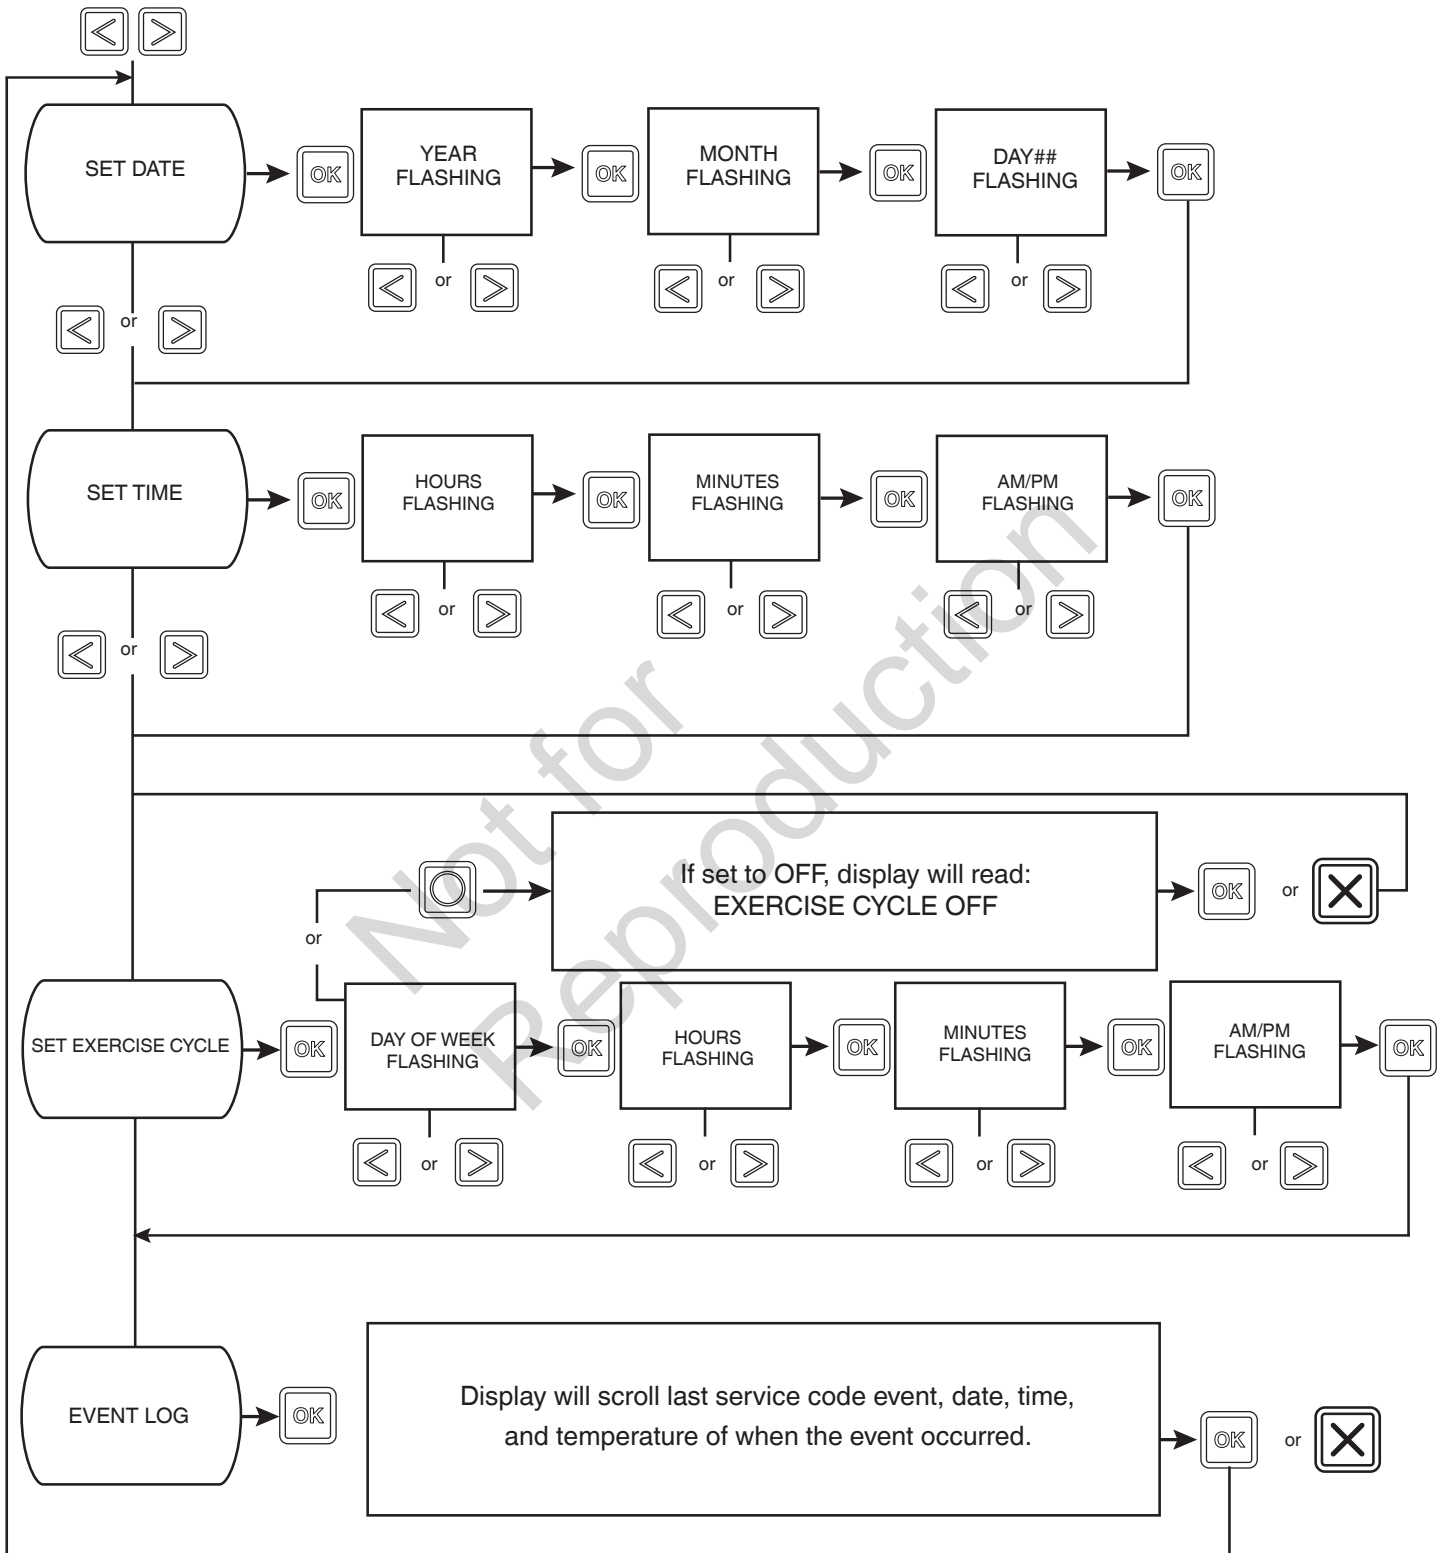 SET DATE
OK
YEAR
FLASHING
OK
MONTH
FLASHING
OK
DAY##
FLASHING
OK
or
or
or
or
SET TIME
OK
HOURS
FLASHING
OK
MINUTES
FLASHING
OK
AM/PM
FLASHING
OK
or
or
or
or
Not for
Reproduction
If set to OFF, display will read:
EXERCISE CYCLE OFF
OK
or
or
SET EXERCISE CYCLE
OK
DAY OF WEEK
FLASHING
OK
HOURS
FLASHING
OK
MINUTES
FLASHING
OK
AM/PM
FLASHING
OK
or
or
or
or
EVENT LOG
OK
Display will scroll last service code event, date, time,
and temperature of when the event occurred.
OK
or